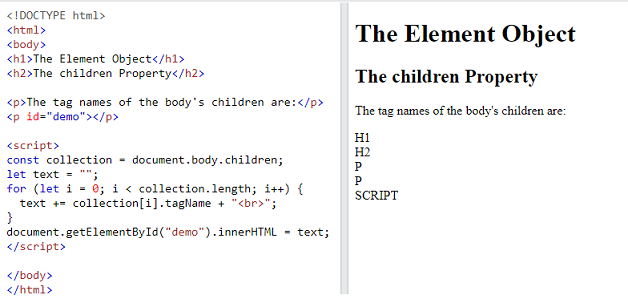 <!DOCTYPE html>
<html>
<body>
<h1>The Element Object</h1>
<h2>The children Property</h2>

<p>The tag names of the body's children are:</p>
<p id="demo"></p>

<script>
const collection = document.body.children;
let text = "";
for (let i = 0; i < collection.length; i++) {
  text += collection[i].tagName + "<br>";
}
document.getElementById("demo").innerHTML = text;
</script>

</body>
</html>
The Element Object
The children Property
The tag names of the body's children are:
H1
H2
P
P
SCRIPT